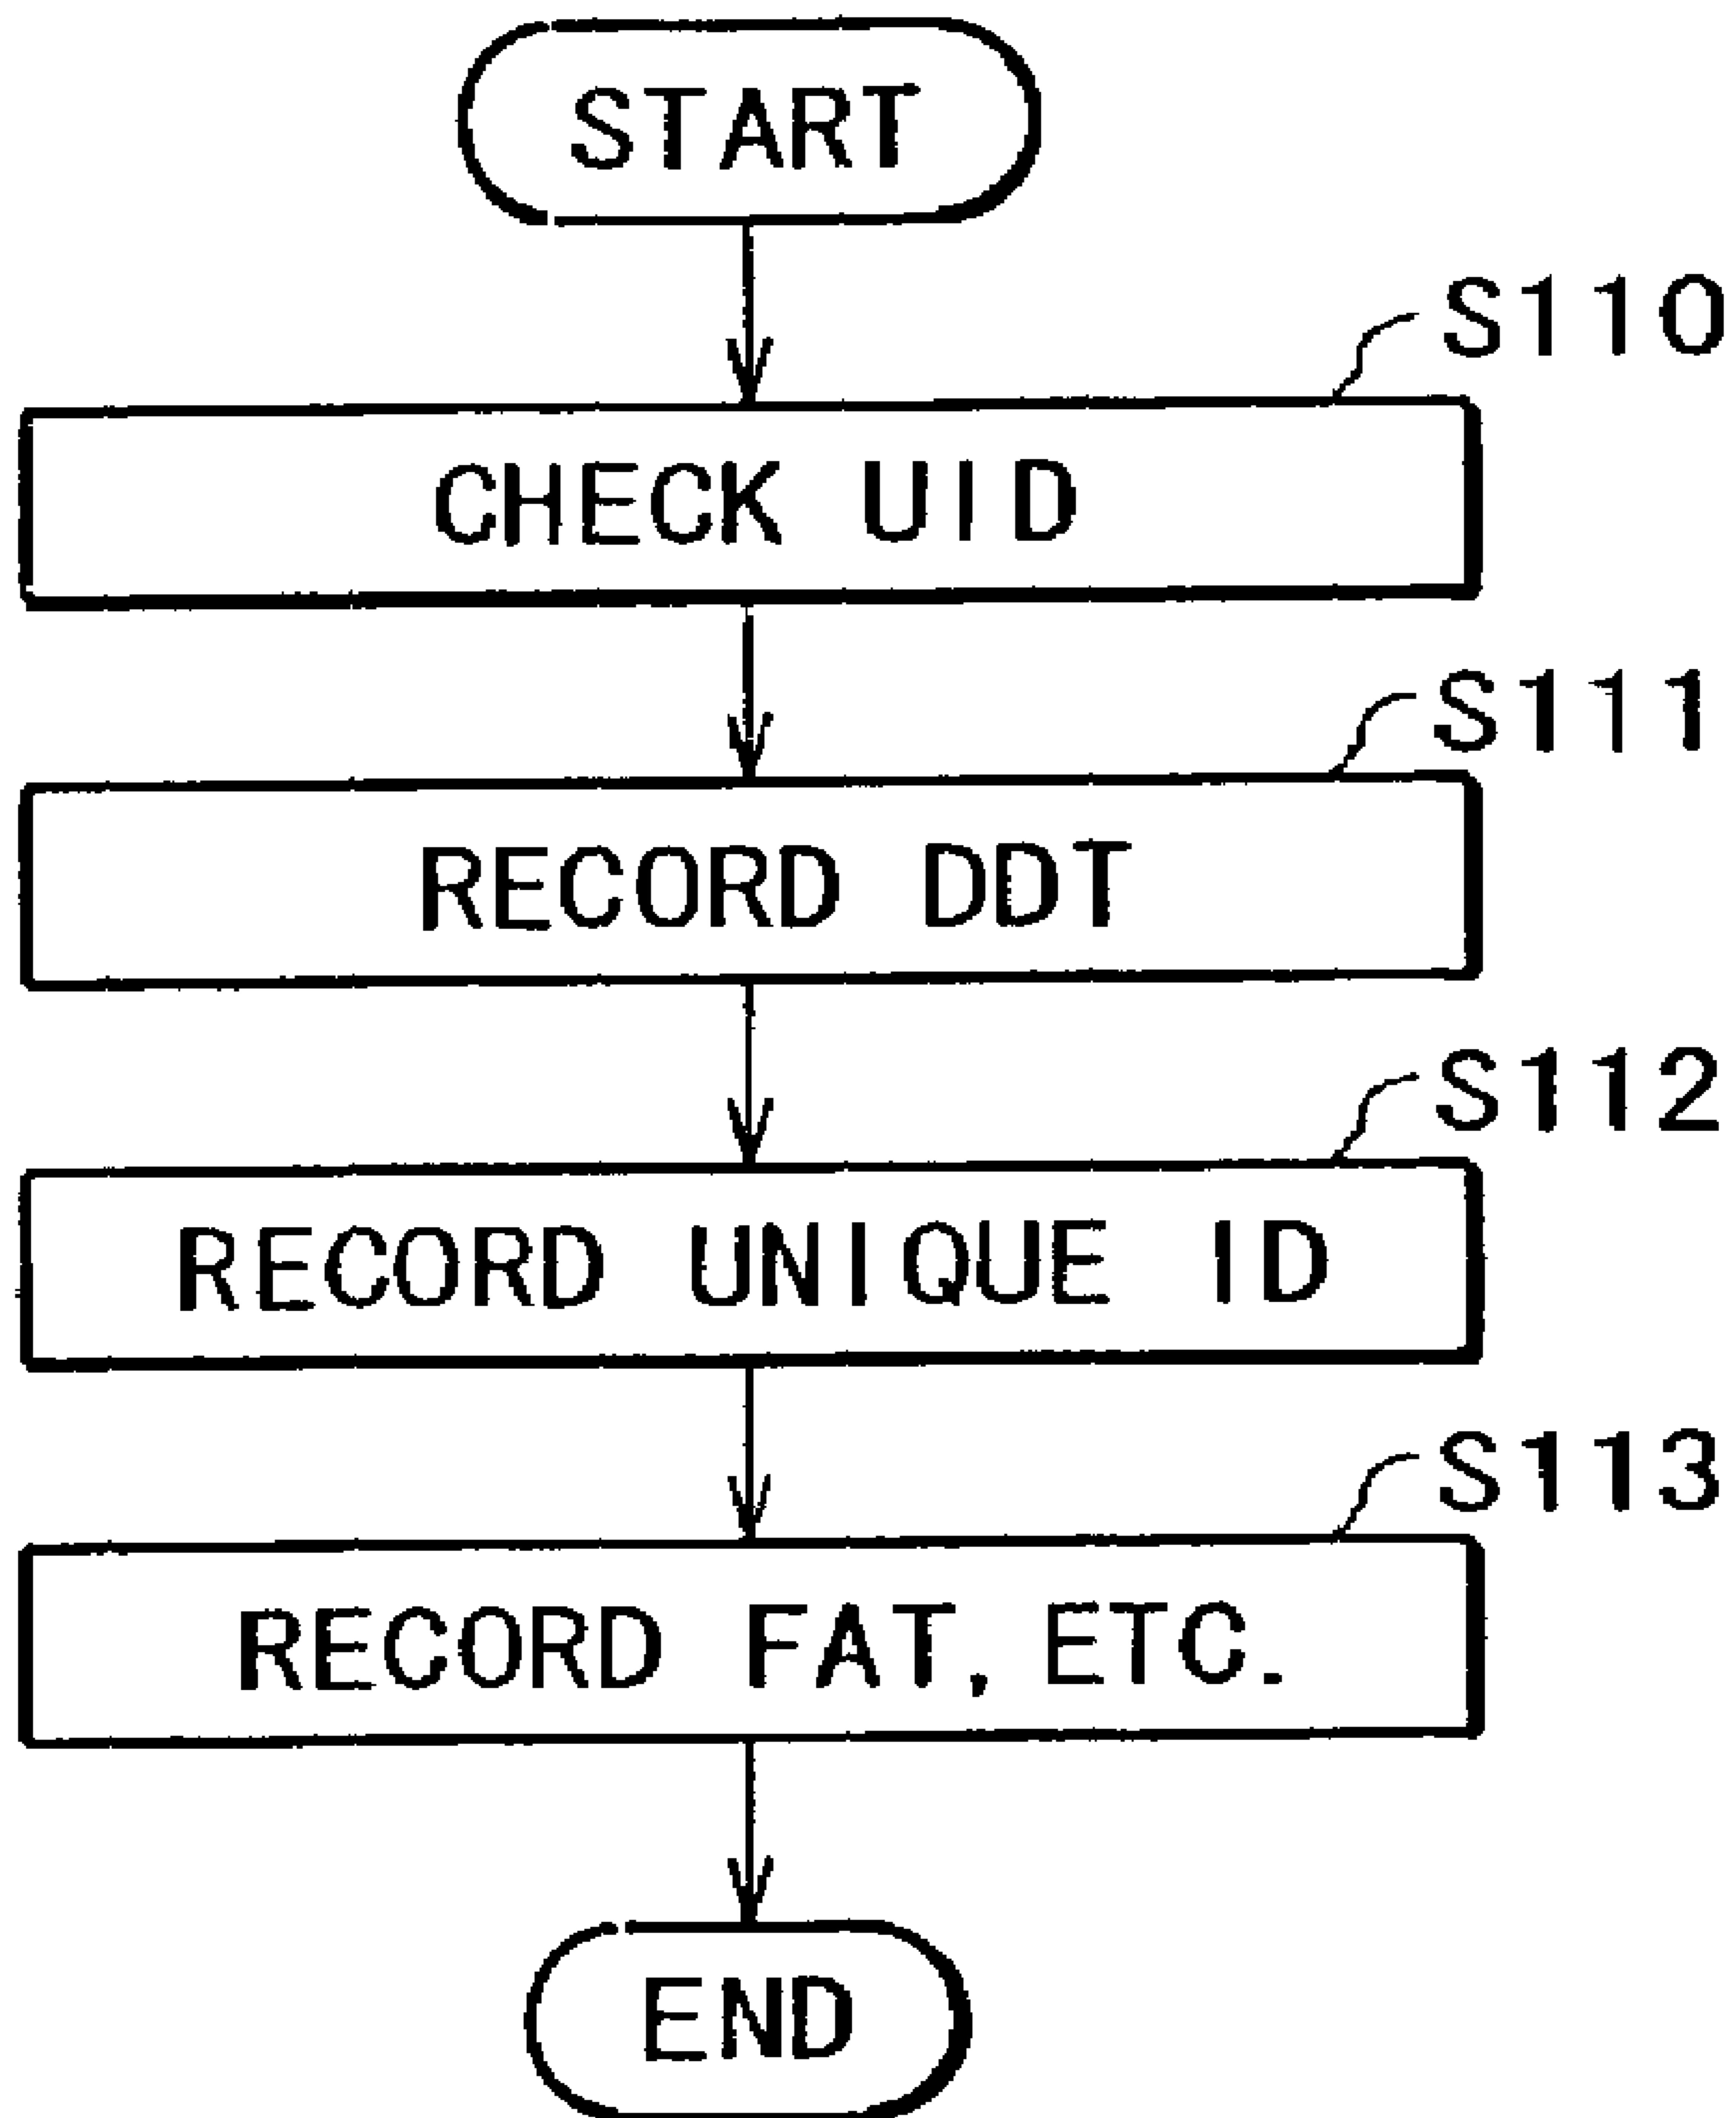 START
S110
CHECK UID
S111
RECORD DDT
S112
RECORD UNIQUE ID
S113
RECORD FAT, ETC.
END